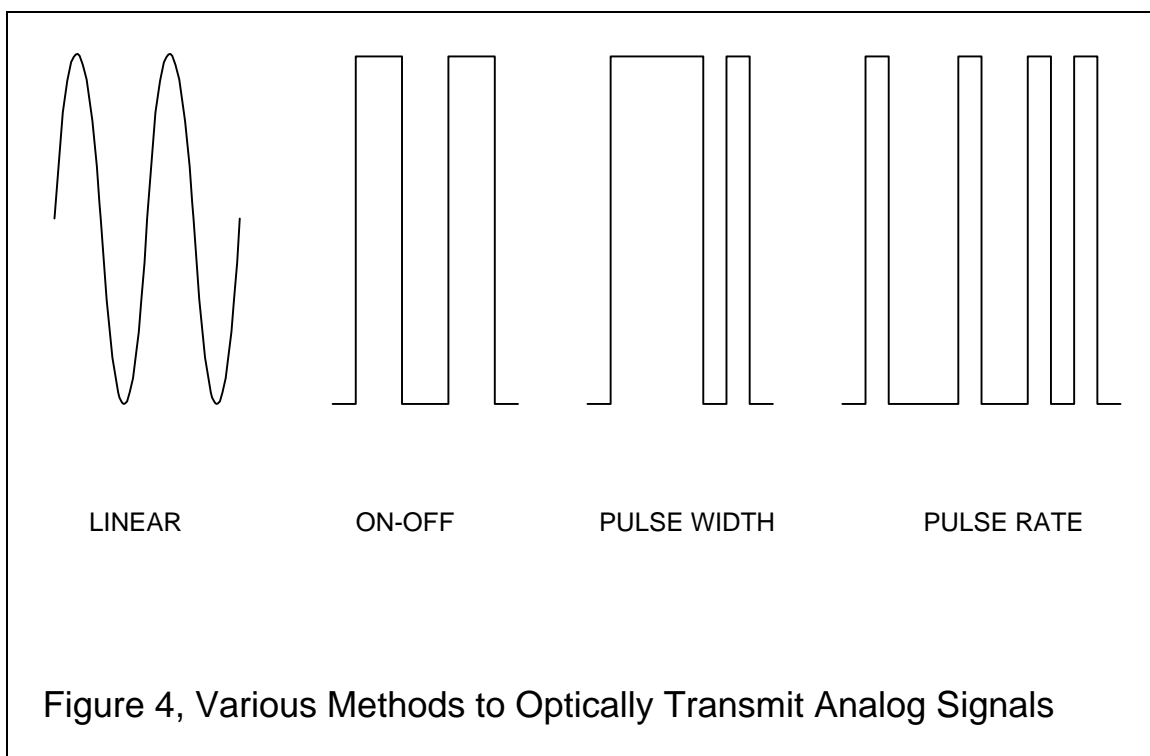 LINEAR
ON-OFF
PULSE WIDTH
PULSE RATE
Figure 4, Various Methods to Optically Transmit Analog Signals